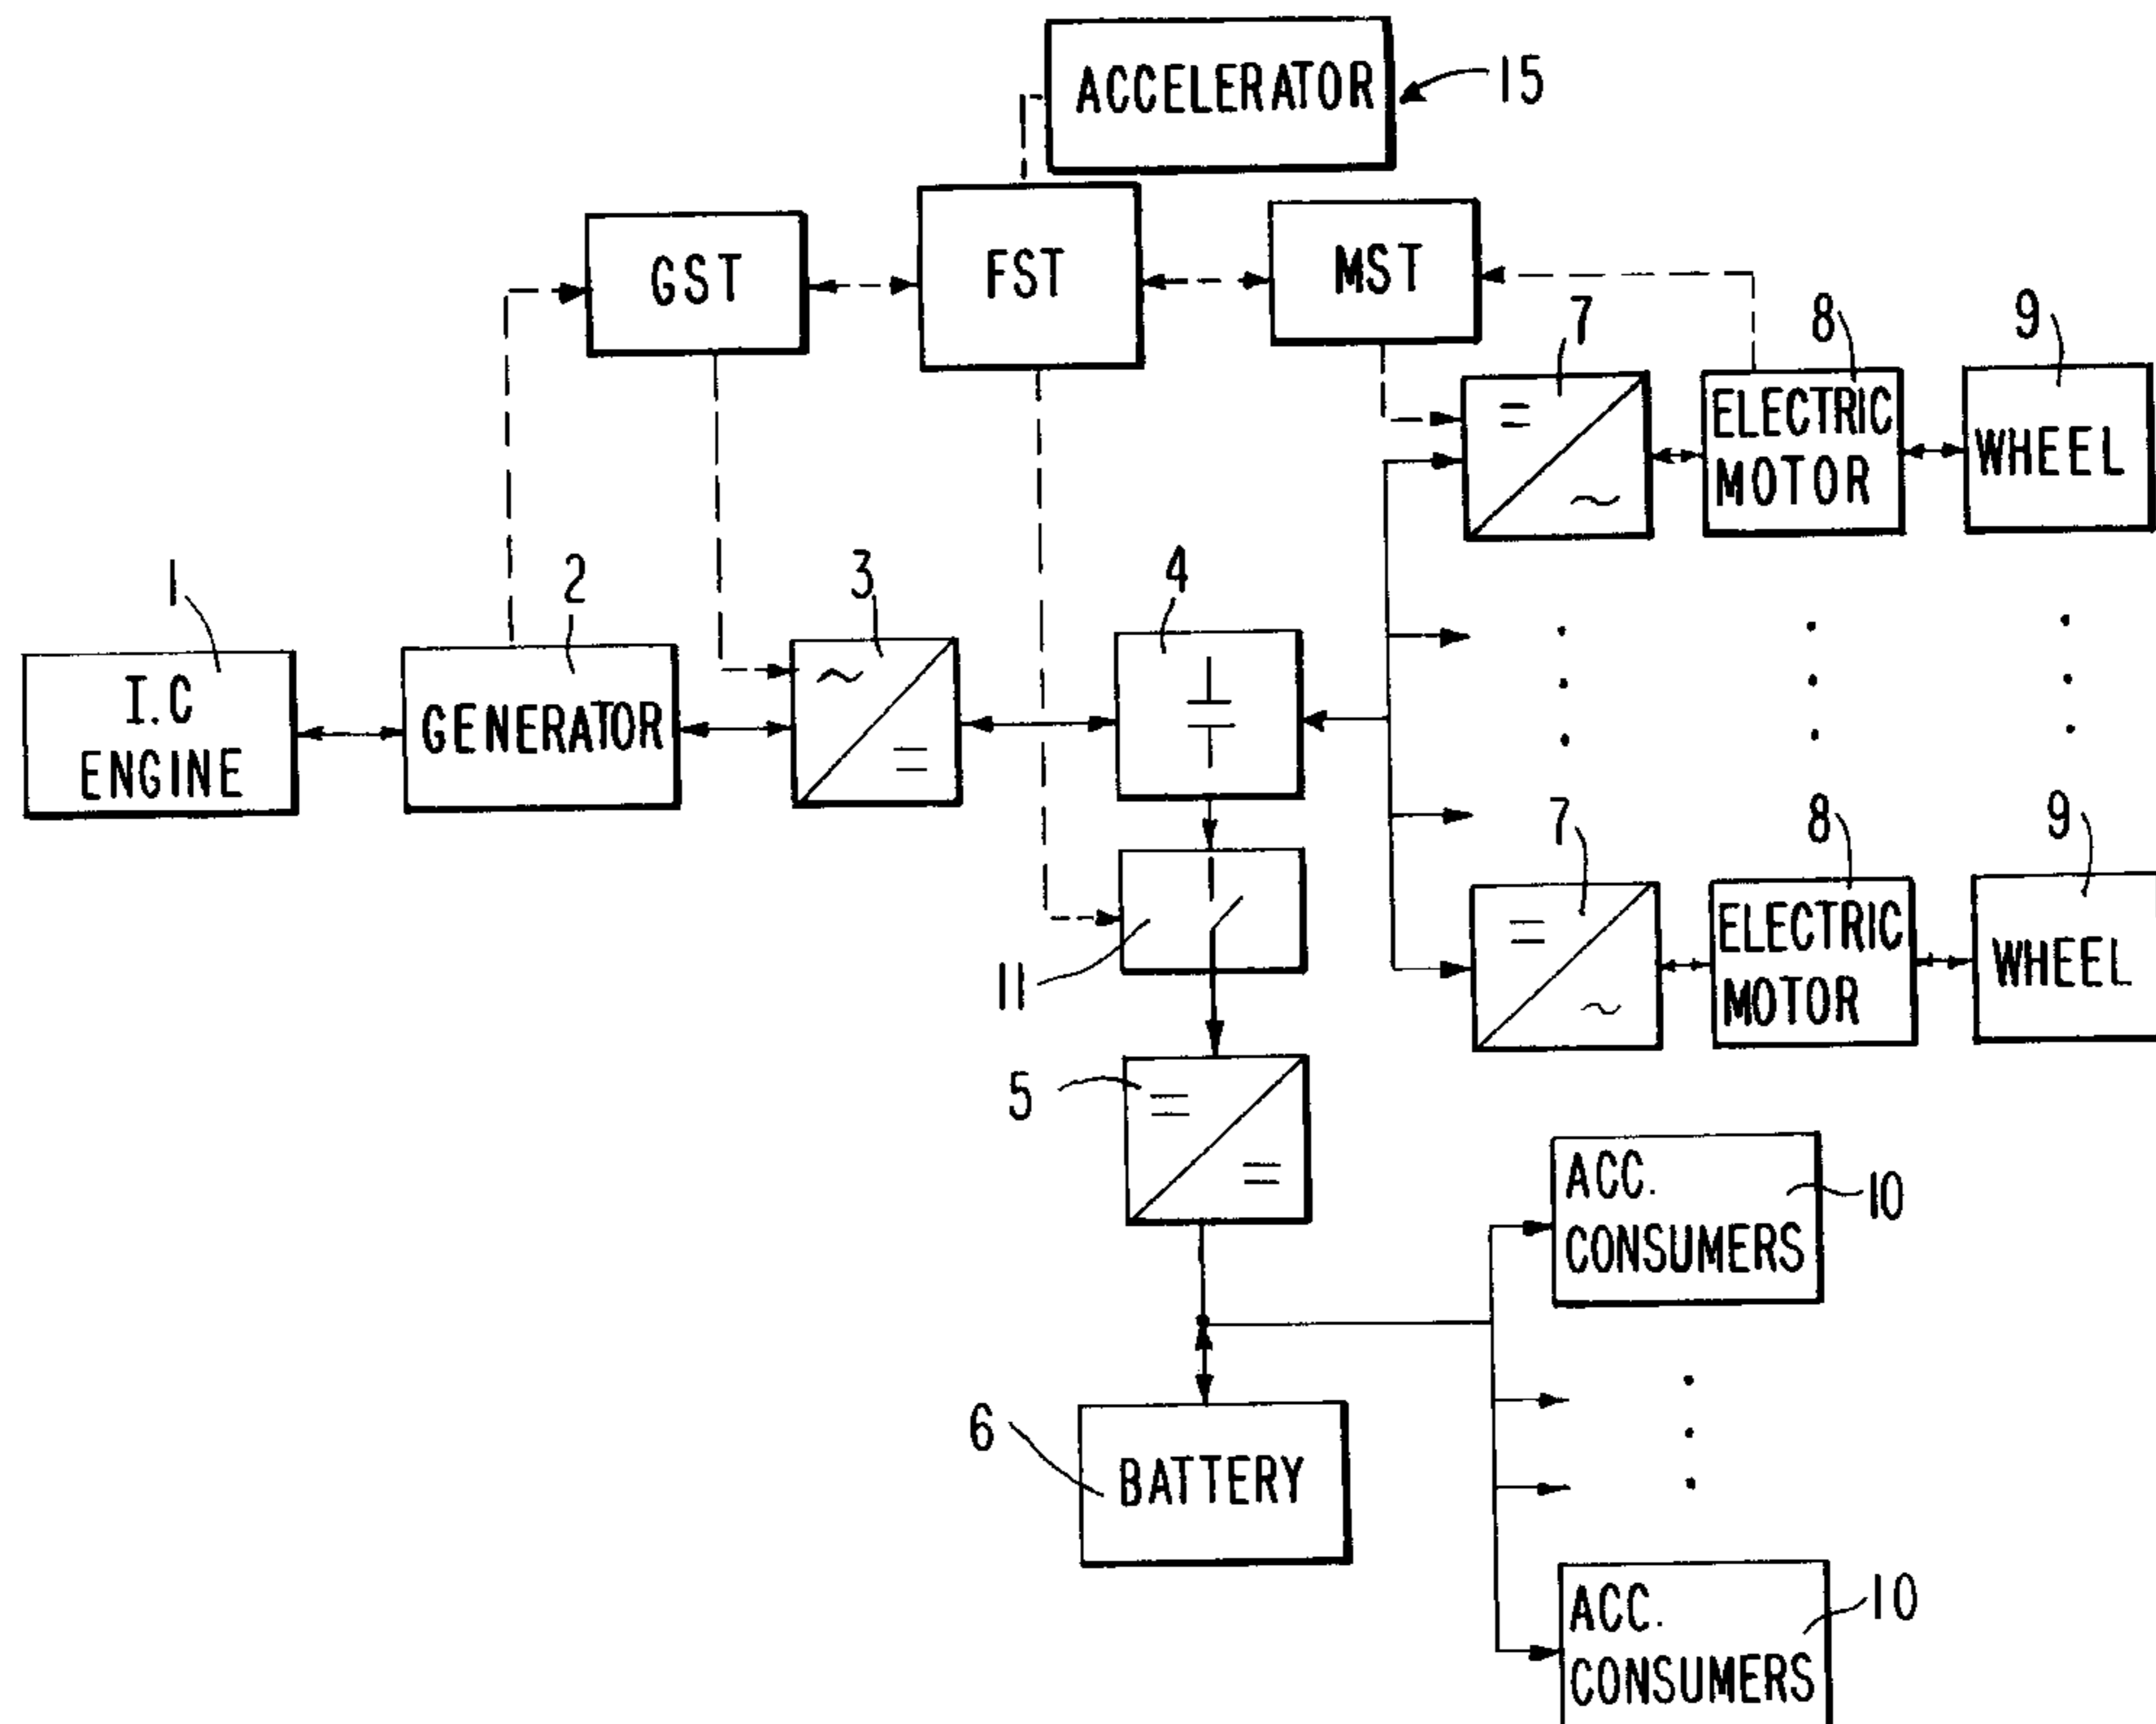 ACCELERATOR
15
GST
FST
MST
7
8
9
ELECTRIC
MOTOR
WHEEL
1
2
3
4
I.C
ENGINE
GENERATOR
7
8
9
ELECTRIC
MOTOR
WHEEL
11
5
ACC.
CONSUMERS
10
6
BATTERY
ACC.
CONSUMERS
10